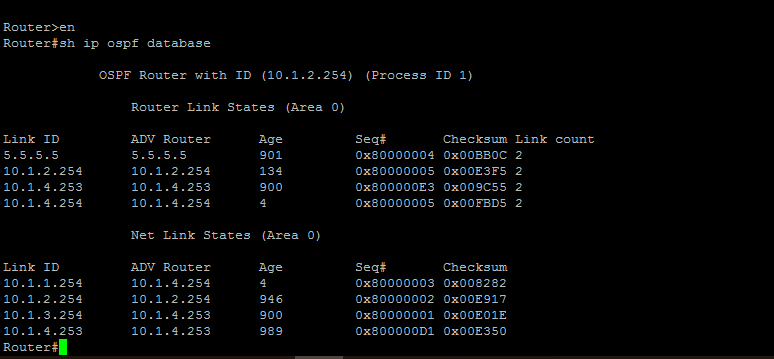 Router>en
Router#sh ip ospf database
OSPF Router with ID (10.1.2.254) (Process ID 1)
Router Link States (Area 0)
Link ID ADV Router Age Seq# Checksum Link count
5.5.5.5 5.5.5.5 901 0x80000004 0x00BB0C 2
10.1.2.254 10.1.2.254 134 0x80000005 0x00E3F5 2
10.1.4.253 10.1.4.253 900 0x800000E3 0x009C55 2
10.1.4.254 10.1.4.254 4 0x80000005 0x00FBD5 2
Net Link States (Area 0)
Link ID ADV Router Age Seq# Checksum
10.1.1.254 10.1.4.254 4 0x80000003 0x008282
10.1.2.254 10.1.2.254 946 0x80000002 0x00E917
10.1.3.254 10.1.4.253 900 0x80000001 0x00E01E
10.1.4.253 10.1.4.253 989 0x800000D1 0x00E350
Router#